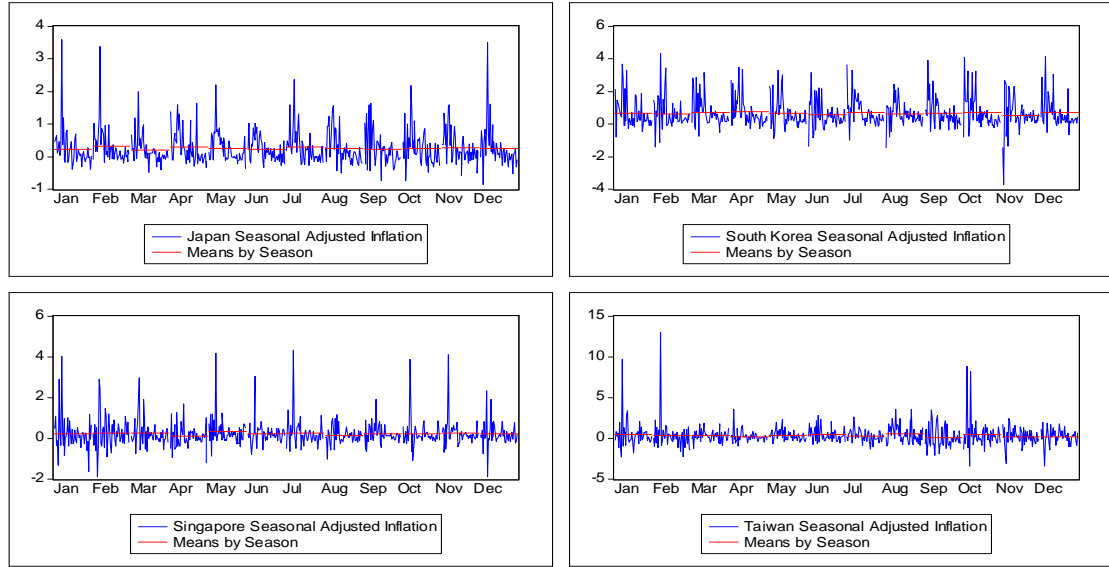 4
3
2
1
0
-1
Jan Feb Mar Apr May Jun Jul Aug Sep Oct Nov Dec
Japan Seasonal Adjusted Inflation
Means by Season
6
4
2
0
-2
-4
Jan Feb Mar Apr May Jun Jul Aug Sep Oct Nov Dec
South Korea Seasonal Adjusted Inflation
Means by Season
6
4
2
0
-2
Jan Feb Mar Apr May Jun Jul Aug Sep Oct Nov Dec
Singapore Seasonal Adjusted Inflation
Means by Season
15
10
5
0
-5
Jan Feb Mar Apr May Jun Jul Aug Sep Oct Nov Dec
Taiwan Seasonal Adjusted Inflation
Means by Season